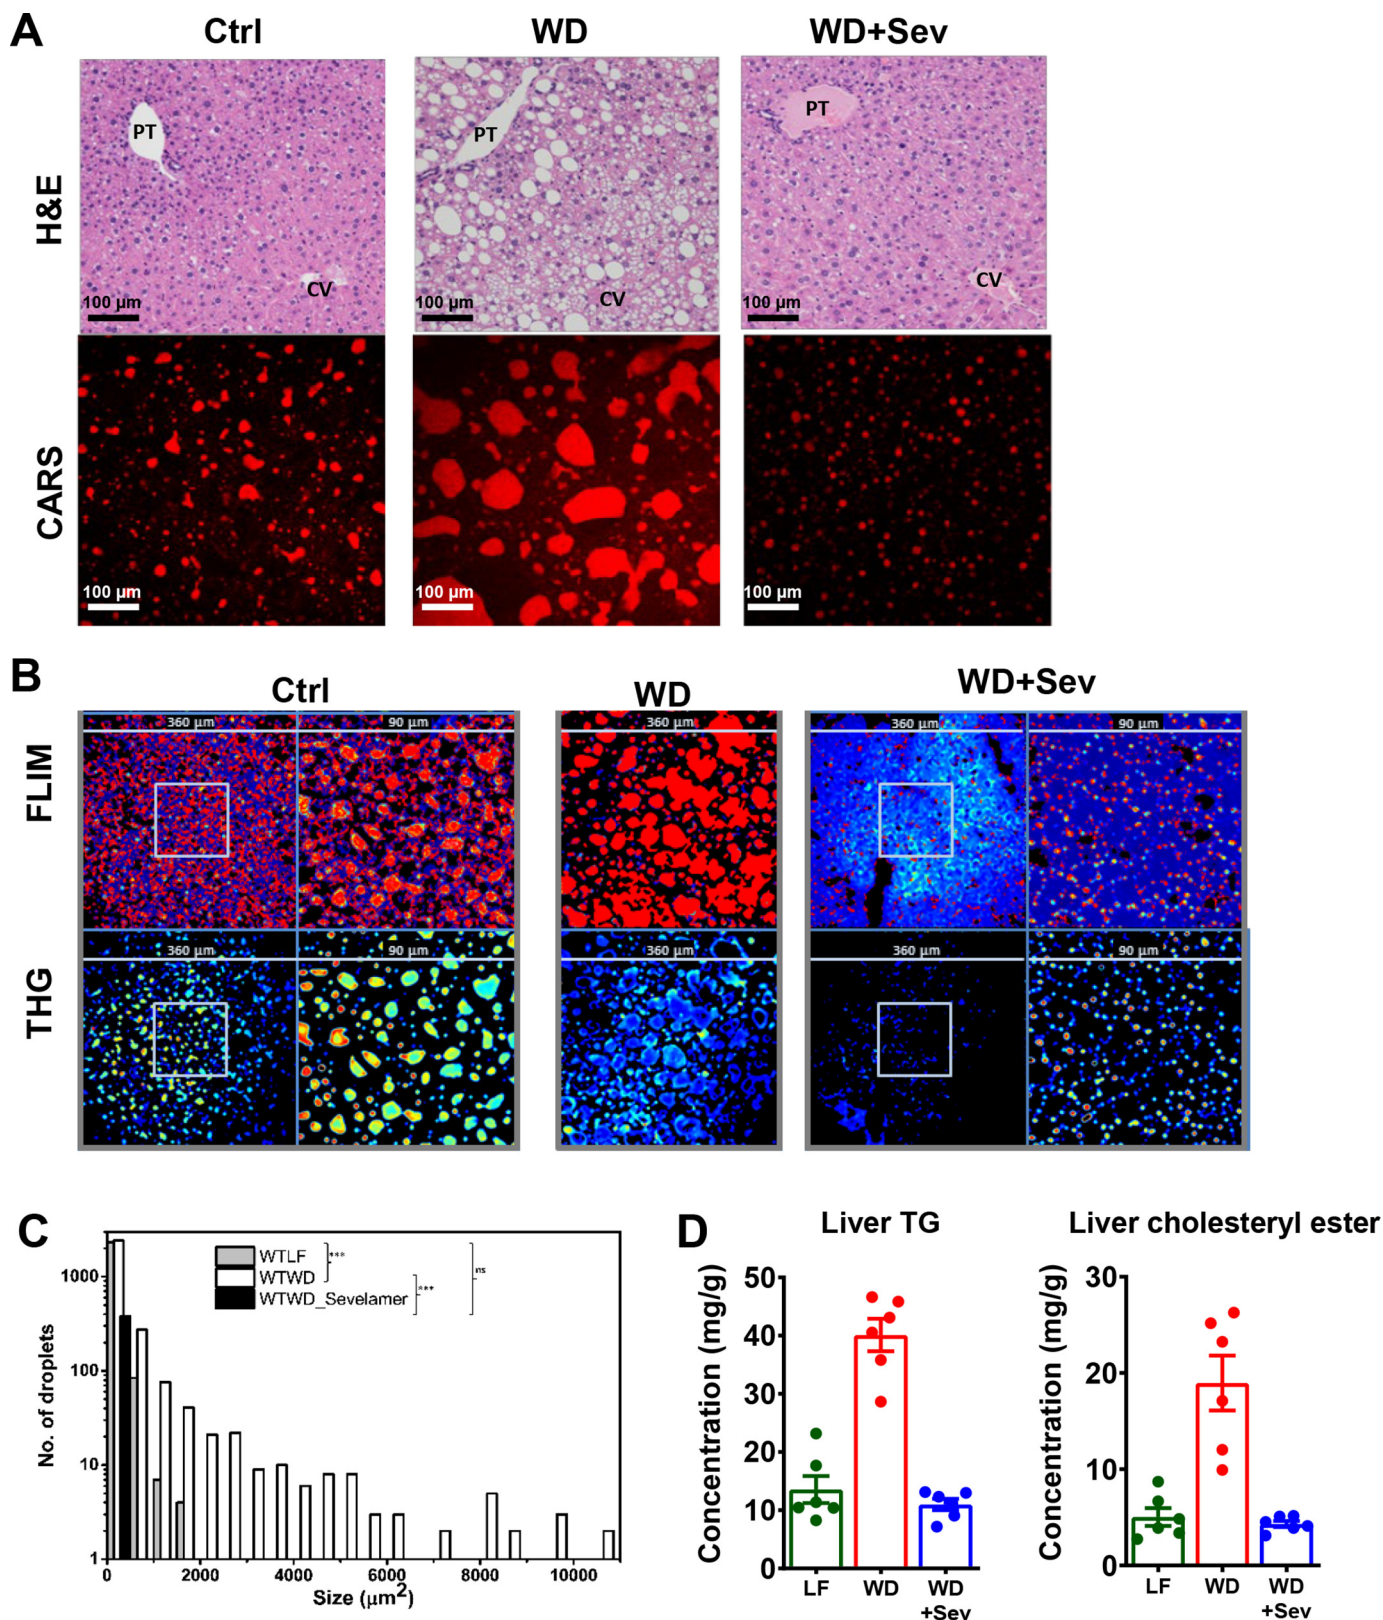 A
Ctrl
WD
WD+Sev
H&E
PT
CV
100 µm
PT
CV
100 µm
PT
CV
100 µm
CARS
100 µm
100 µm
100 µm
B
Ctrl
WD
WD+Sev
FLIM
360 µm
90 µm
360 µm
360 µm
90 µm
THG
360 µm
90 µm
360 µm
360 µm
90 µm
C
WTLF
WTWD
WTWD_Sevelamer
***
***
ns
No. of droplets
1000
100
10
1
0
2000
4000
6000
8000
10000
Size (µm2)
D
Liver TG
Concentration (mg/g)
50
40
30
20
10
0
LF
WD
WD
+Sev
Liver cholesteryl ester
Concentration (mg/g)
30
20
10
0
LF
WD
WD
+Sev